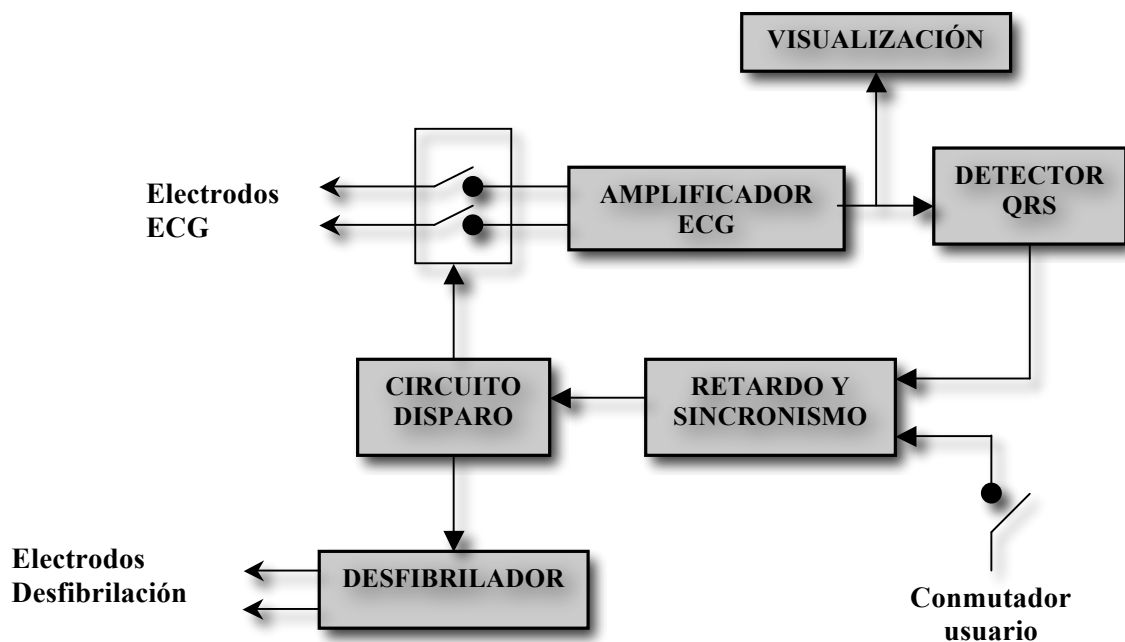 VISUALIZACIÓN
Electrodos
ECG
AMPLIFICADOR
ECG
DETECTOR
QRS
CIRCUITO
DISPARO
RETARDO Y
SINCRONISMO
Electrodos
Desfibrilación
DESFIBRILADOR
Conmutador
usuario